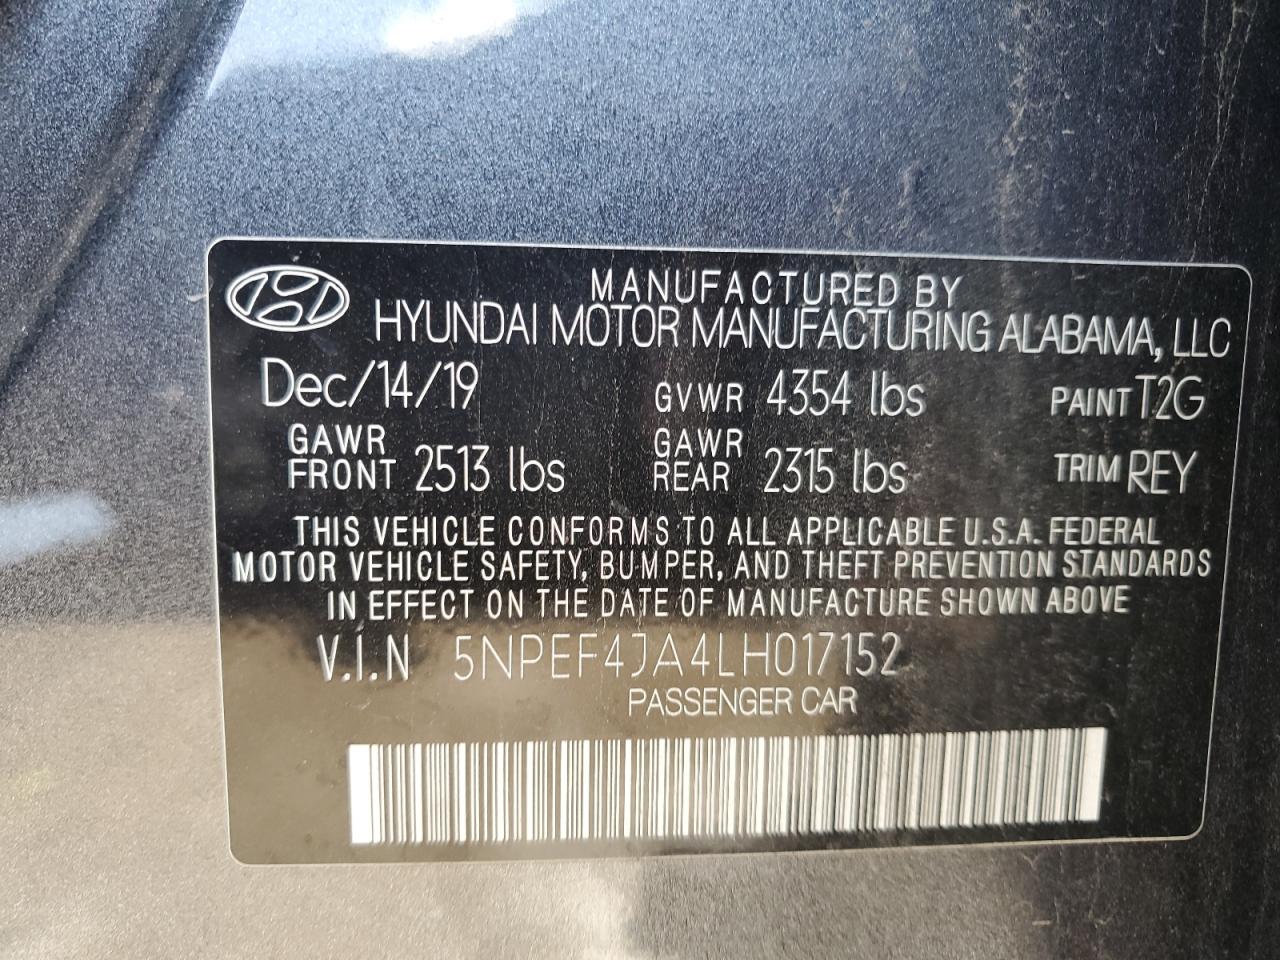 MANUFACTURED BY
HYUNDAI MOTOR MANUFACTURING ALABAMA, LLC
Dec/14/19 GVWR 4354 lbs PAINT T2G
GAWR FRONT 2513 lbs GAWR REAR 2315 lbs TRIM REY
THIS VEHICLE CONFORMS TO ALL APPLICABLE U.S.A. FEDERAL
MOTOR VEHICLE SAFETY, BUMPER, AND THEFT PREVENTION STANDARDS
IN EFFECT ON THE DATE OF MANUFACTURE SHOWN ABOVE
V.I.N 5NPEF4JA4LH017152
PASSENGER CAR